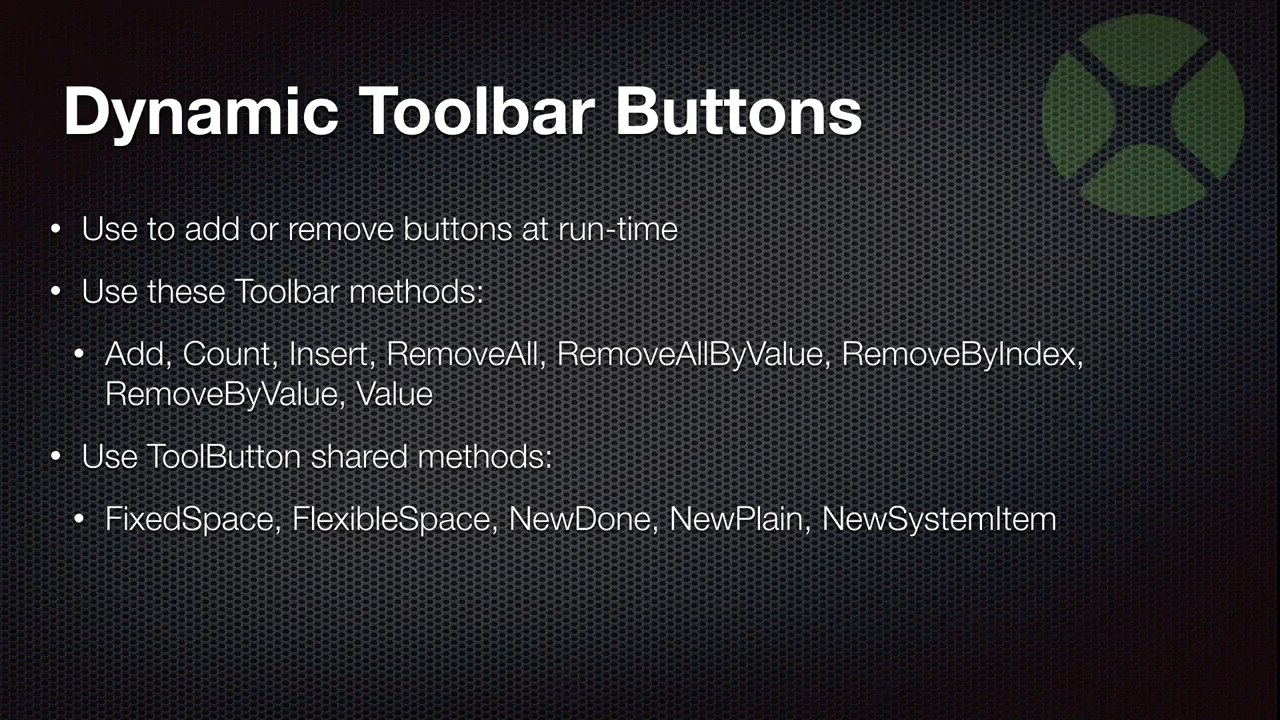 Dynamic Toolbar Buttons
• Use to add or remove buttons at run-time
• Use these Toolbar methods:
• Add, Count, Insert, RemoveAll, RemoveAllByValue, RemoveByIndex,
RemoveByValue, Value
• Use ToolButton shared methods:
• FixedSpace, FlexibleSpace, NewDone, NewPlain, NewSystemItem